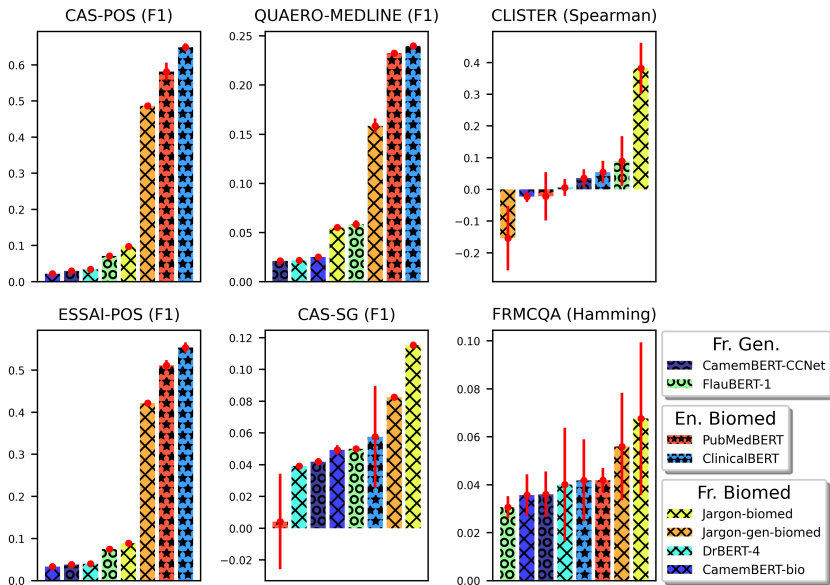 CAS-POS (F1)
0.6
0.5
0.4
0.3
0.2
0.1
0.0
QUAERO-MEDLINE (F1)
0.25
0.20
0.15
0.10
0.05
0.00
CLISTER (Spearman)
0.4
0.3
0.2
0.1
0.0
−0.1
−0.2
ESSAI-POS (F1)
0.5
0.4
0.3
0.2
0.1
0.0
CAS-SG (F1)
0.12
0.10
0.08
0.06
0.04
0.02
0.00
−0.02
FRMCQA (Hamming)
0.10
0.08
0.06
0.04
0.02
0.00
Fr. Gen.
CamemBERT-CCNet
FlauBERT-1
En. Biomed
PubMedBERT
ClinicalBERT
Fr. Biomed
Jargon-biomed
Jargon-gen-biomed
DrBERT-4
CamemBERT-bio